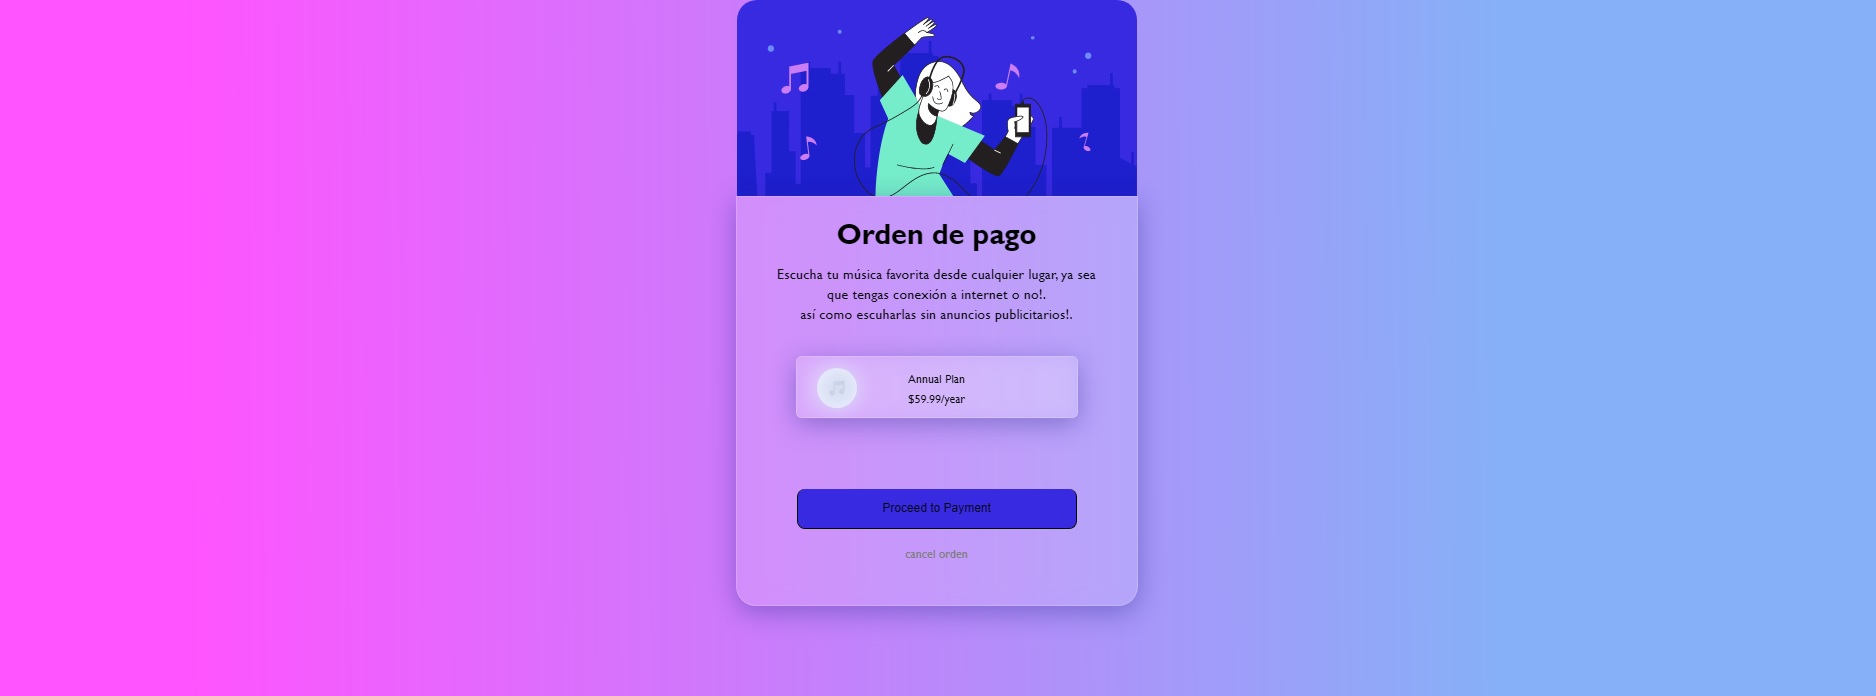 Orden de pago
Escucha tu música favorita desde cualquier lugar, ya sea
que tengas conexión a internet o no!.
así como escuharlas sin anuncios publicitarios!.
Annual Plan
$59.99/year
Proceed to Payment
cancel orden